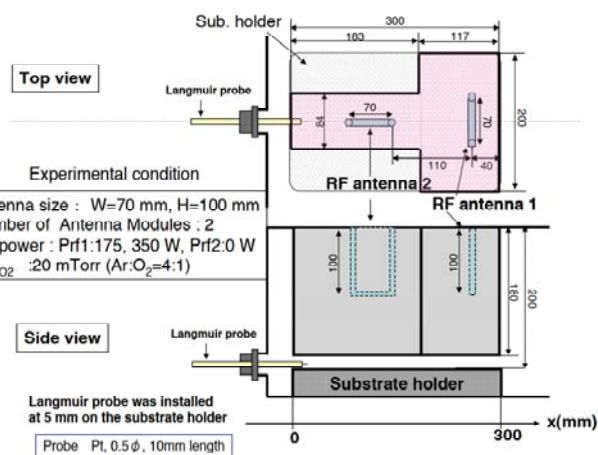 Sub. holder
300
183
117
Top view
Langmuir probe
84
70
70
200
110
40
Experimental condition
RF antenna 2
RF antenna 1
enna size : W=70 mm, H=100 mm
mber of Antenna Modules : 2
power : Prf1:175, 350 W, Prf2:0 W
O2 :20 mTorr (Ar:O2=4:1)
100
100
180
200
Side view
Langmuir probe
Substrate holder
Langmuir probe was installed
at 5 mm on the substrate holder
x(mm)
0
300
Probe Pt, 0.5ϕ, 10mm length